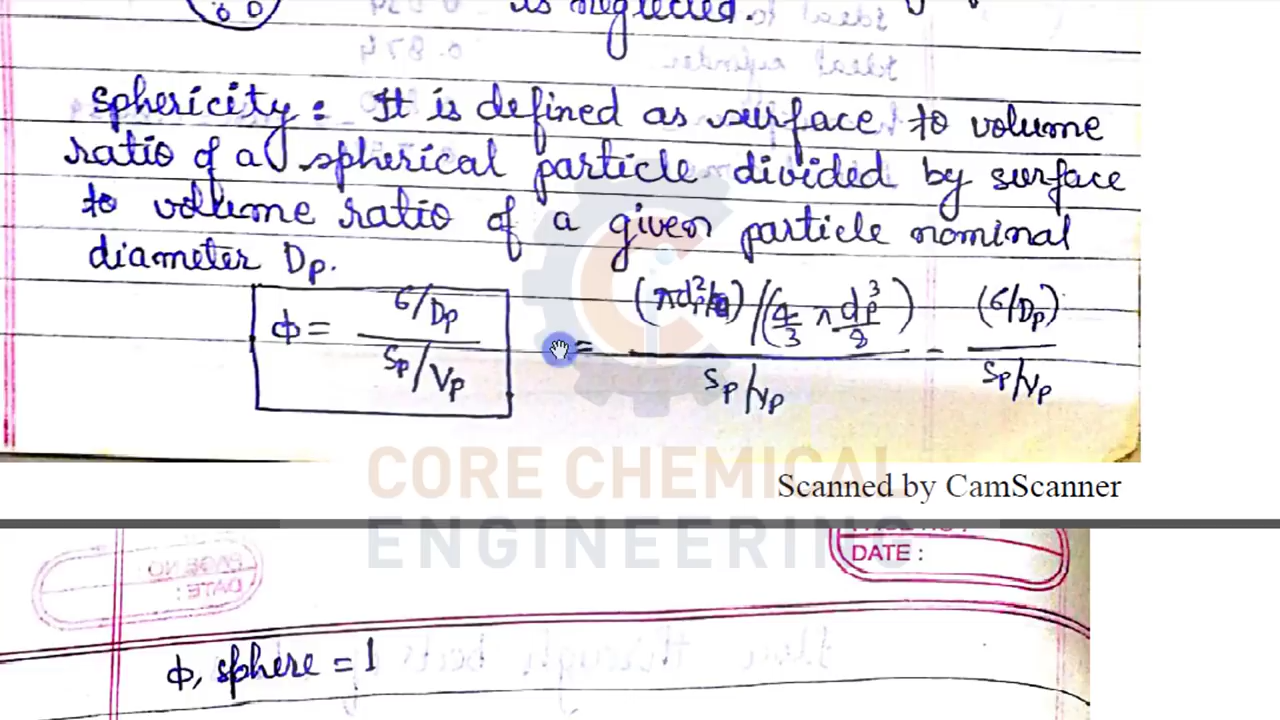 is neglected.
sphericity: It is defined as surface to volume
ratio of a spherical particle divided by surface
to volume ratio of a given particle nominal
diameter Dp.
ϕ = (6/Dp) / (Sp/Vp) = (πdp²) / (4/3 π dp³/8) / (Sp/Vp) = (6/Dp) / (Sp/Vp)
CORE CHEMICAL
Scanned by CamScanner
ENGINEERING
DATE :
ϕ, sphere = 1